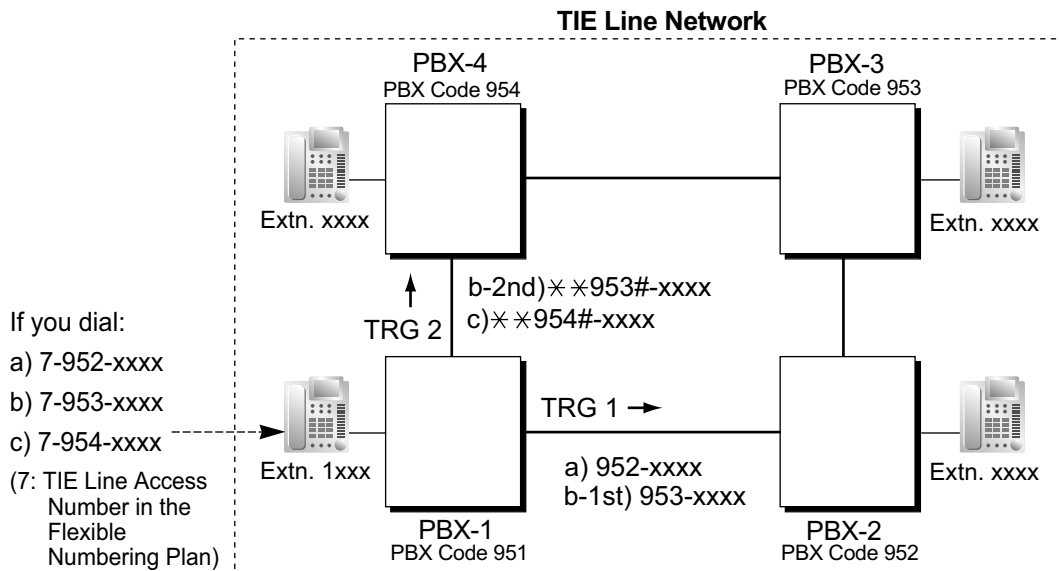 TIE Line Network
PBX-4
PBX Code 954
PBX-3
PBX Code 953
Extn. xxxx
Extn. xxxx
b-2nd)**953#-xxxx
c)**954#-xxxx
TRG 2
If you dial:
a) 7-952-xxxx
b) 7-953-xxxx
c) 7-954-xxxx
(7: TIE Line Access
Number in the
Flexible
Numbering Plan)
TRG 1
Extn. 1xxx
Extn. xxxx
a) 952-xxxx
b-1st) 953-xxxx
PBX-1
PBX Code 951
PBX-2
PBX Code 952